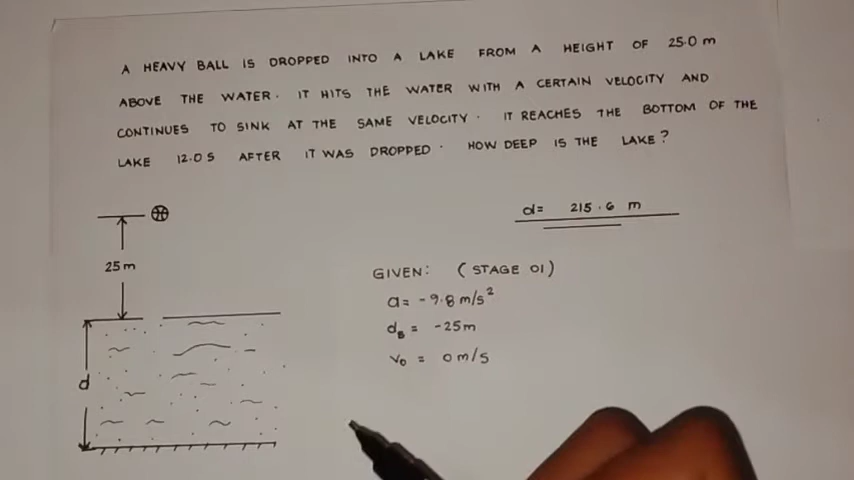 A HEAVY BALL IS DROPPED INTO A LAKE FROM A HEIGHT OF 25.0 m
ABOVE THE WATER. IT HITS THE WATER WITH A CERTAIN VELOCITY AND
CONTINUES TO SINK AT THE SAME VELOCITY. IT REACHES THE BOTTOM OF THE
LAKE 12.0 S AFTER IT WAS DROPPED. HOW DEEP IS THE LAKE?
d= 215.6 m
25 m
d
GIVEN: (STAGE 01)
a = -9.8 m/s²
d_B = -25m
v_0 = 0 m/s